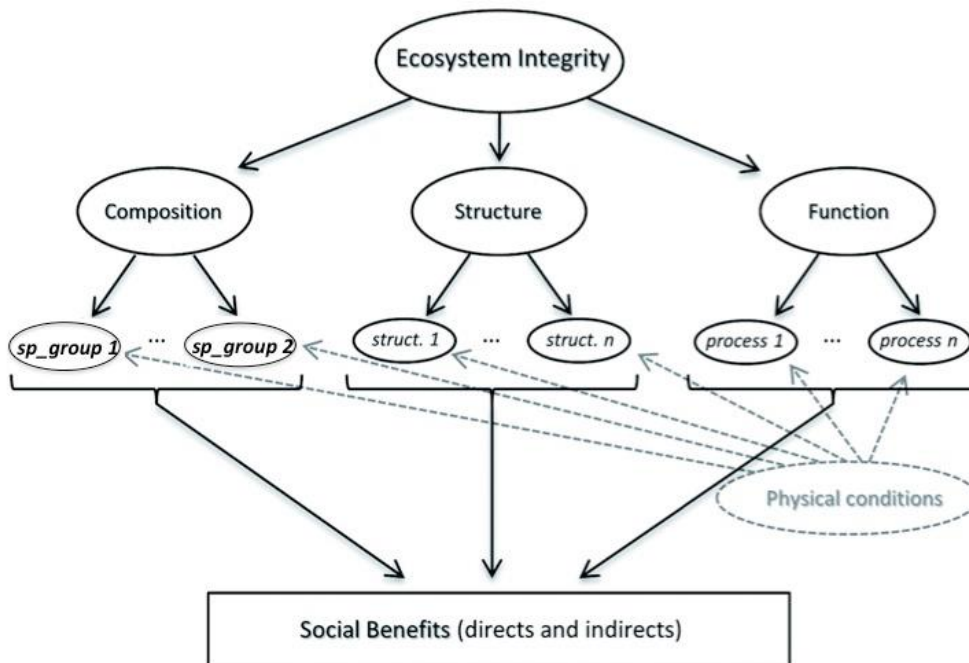 Ecosystem Integrity
Composition
Structure
Function
sp_group 1
...
sp_group 2
struct. 1
...
struct. n
process 1
...
process n
Physical conditions
Social Benefits (directs and indirects)